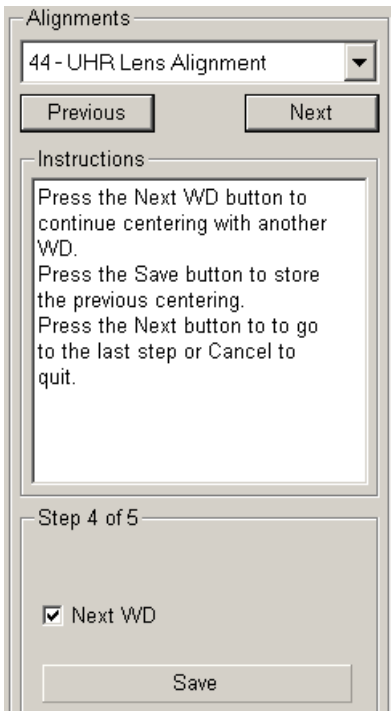 Alignments
44 - UHR Lens Alignment
Previous
Next
Instructions
Press the Next WD button to
continue centering with another
WD.
Press the Save button to store
the previous centering.
Press the Next button to to go
to the last step or Cancel to
quit.
Step 4 of 5
Next WD
Save